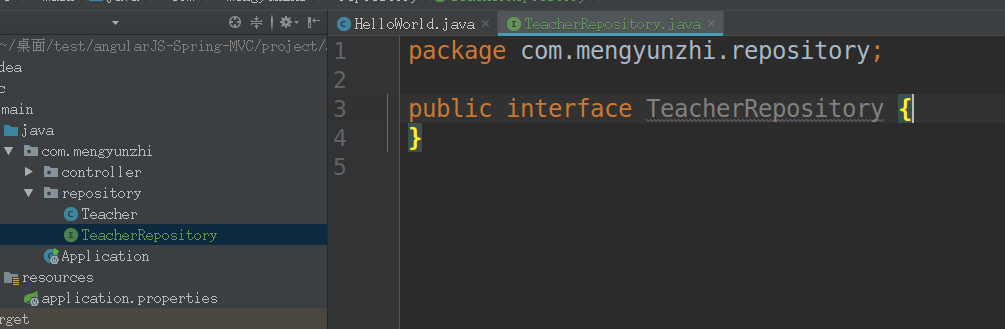 HelloWorld.java
TeacherRepository.java
~/桌面/test/angularJS-Spring-MVC/project/
dea
c
main
java
com.mengyunzhi
controller
repository
Teacher
TeacherRepository
Application
resources
application.properties
rget
1 package com.mengyunzhi.repository;
2
3 public interface TeacherRepository {
4 }
5